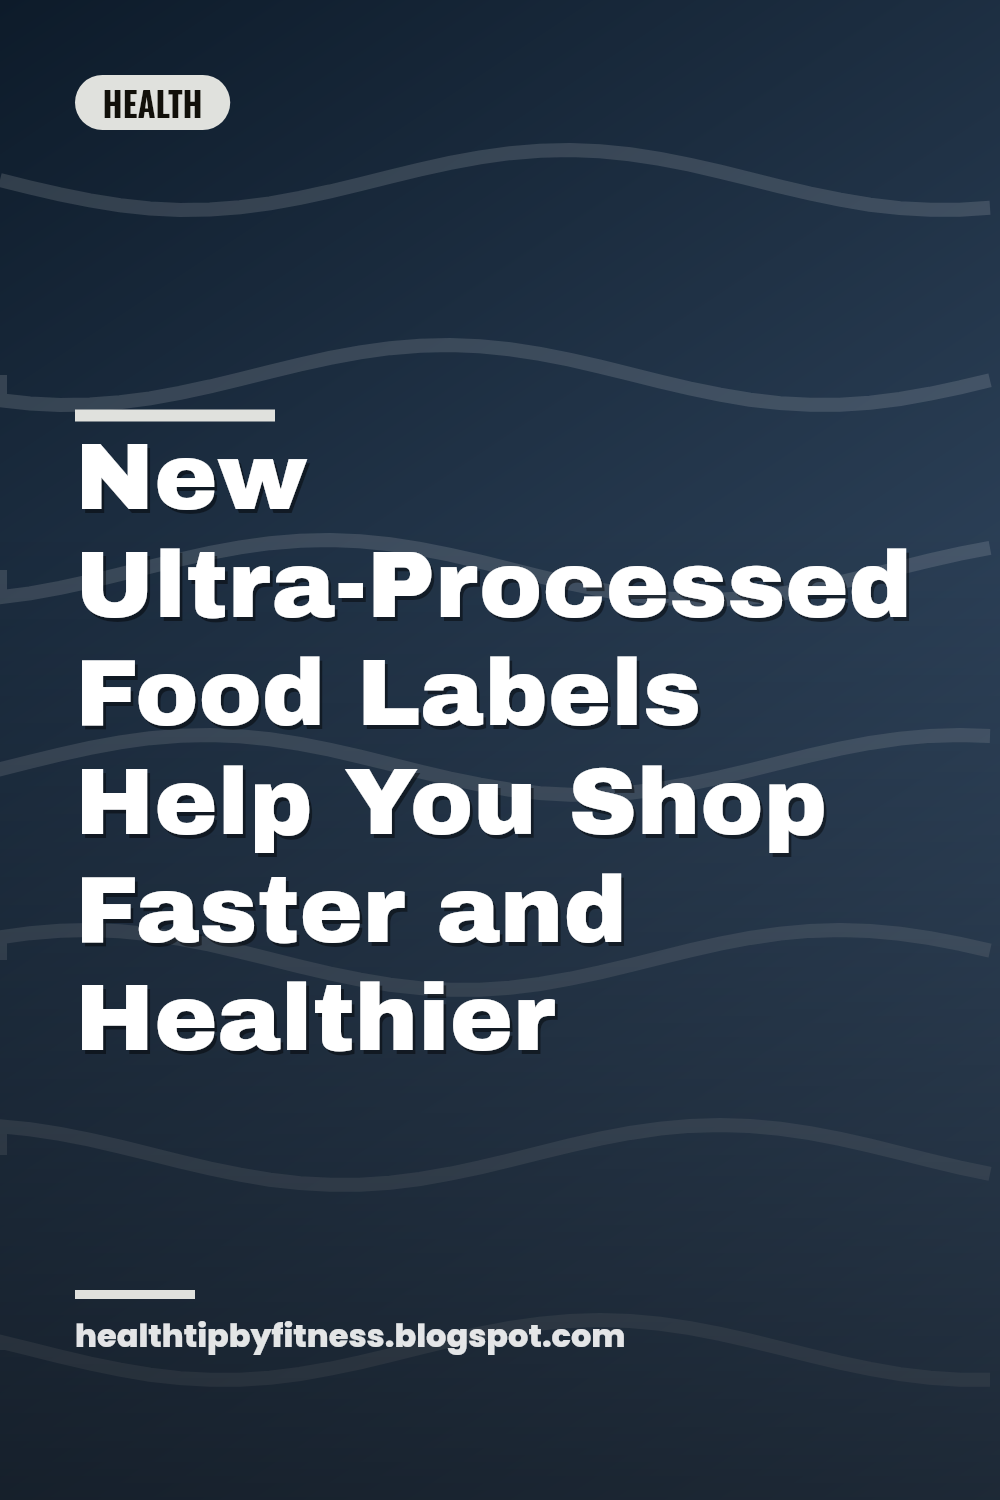 HEALTH
New
Ultra-Processed
Food Labels
Help You Shop
Faster and
Healthier
healthtipbyfitness.blogspot.com